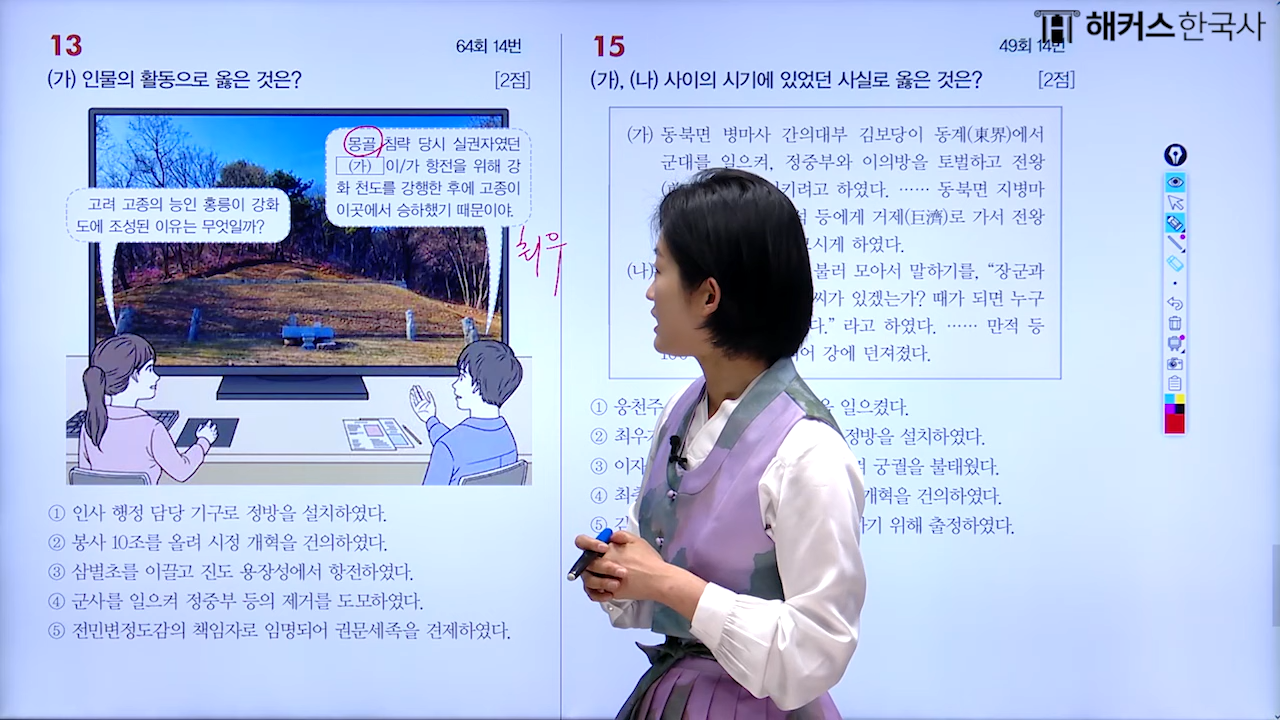 해커스한국사
13
64회 14번
(가) 인물의 활동으로 옳은 것은?
[2점]
몽골 침략 당시 실권자였던
(가) 이/가 항전을 위해 강
화 천도를 강행한 후에 고종이
이곳에서 승하했기 때문이야.
고려 고종의 능인 홍릉이 강화
도에 조성된 이유는 무엇일까?
최우
① 인사 행정 담당 기구로 정방을 설치하였다.
② 봉사 10조를 올려 시정 개혁을 건의하였다.
③ 삼별초를 이끌고 진도 용장성에서 항전하였다.
④ 군사를 일으켜 정중부 등의 제거를 도모하였다.
⑤ 전민변정도감의 책임자로 임명되어 권문세족을 견제하였다.
15
49회 14번
(가), (나) 사이의 시기에 있었던 사실로 옳은 것은?
[2점]
(가) 동북면 병마사 간의대부 김보당이 동계(東界)에서
군대를 일으켜, 정중부와 이의방을 토벌하고 전왕
키려고 하였다. …… 동북면 지병마
등에게 거제(巨濟)로 가서 전왕
모시게 하였다.
(나) 불러 모아서 말하기를, “장군과
씨가 있겠는가? 때가 되면 누구
다.” 라고 하였다. …… 만적 등
어 강에 던져졌다.
① 웅천주 을 일으켰다.
② 최우가 정방을 설치하였다.
③ 이자 궁궐을 불태웠다.
④ 최충 개혁을 건의하였다.
⑤ 하기 위해 출정하였다.